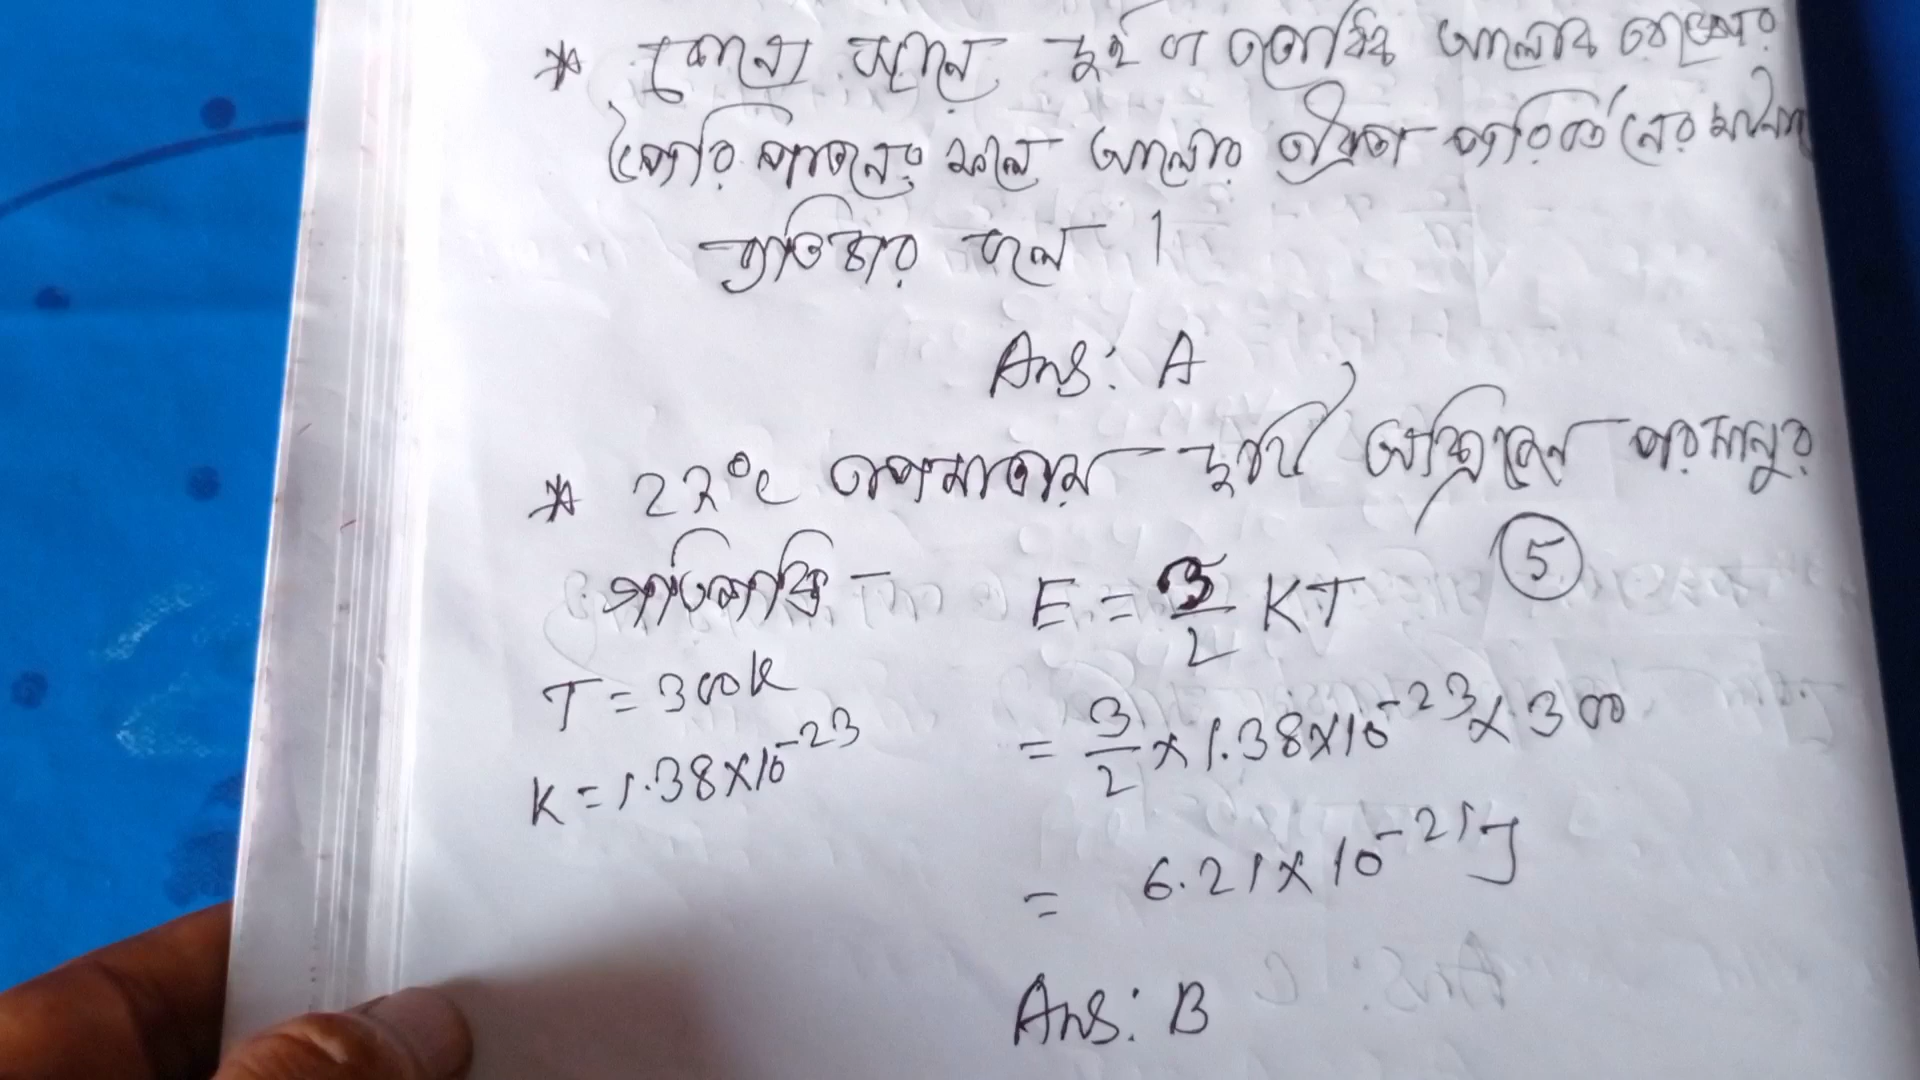 * কোনো স্থানে দুই বা ততোধিক আলোক তরঙ্গের
উপরিপাতনের ফলে আলোর তীব্রতা পরিবর্তনের ঘটনাকে
ব্যতিচার বলে।
Ans: A
* 27°c তাপমাত্রায় দুইটি অক্সিজেন পরমানুর
গতিশক্তি —
E = 3/2 KT
5
T = 300k
K = 1.38×10^-23
= 3/2 × 1.38×10^-23 × 300
= 6.21×10^-21 J
Ans: B